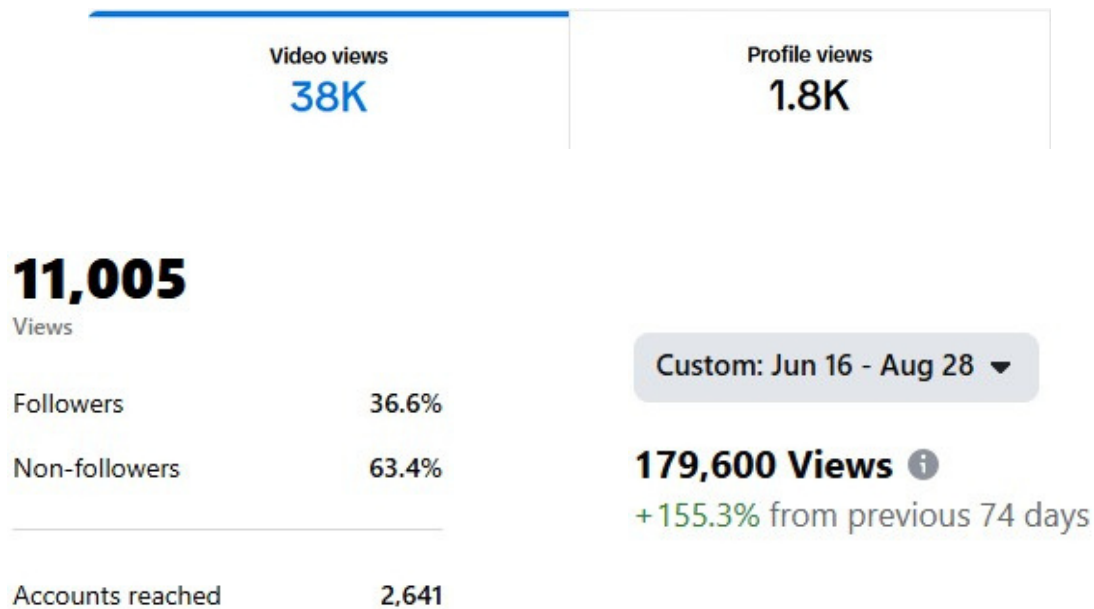 Video views
38K
Profile views
1.8K
11,005
Views
Followers 36.6%
Non-followers 63.4%
Accounts reached 2,641
Custom: Jun 16 - Aug 28
179,600 Views
+155.3% from previous 74 days